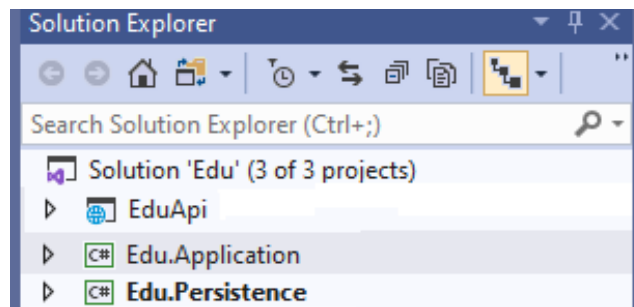 Solution Explorer
Search Solution Explorer (Ctrl+;)
Solution 'Edu' (3 of 3 projects)
EduApi
C# Edu.Application
C# Edu.Persistence